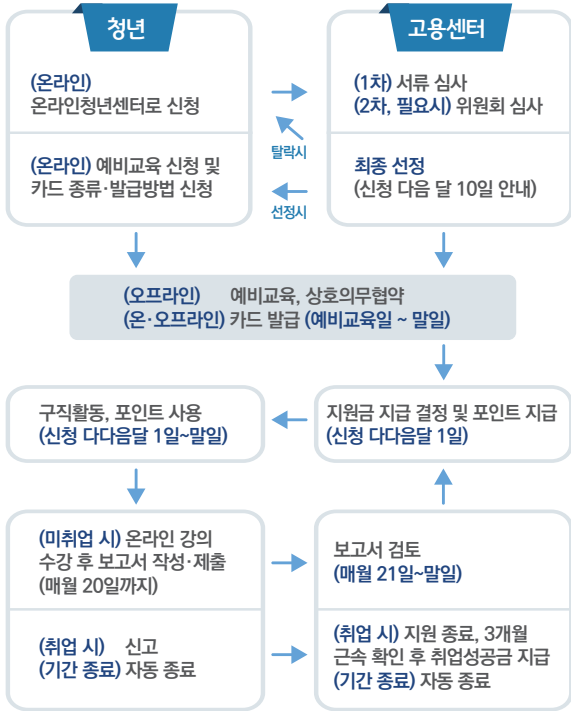 청년
고용센터
(온라인)
온라인청년센터로 신청
(1차) 서류 심사
(2차, 필요시) 위원회 심사
탈락시
(온라인) 예비교육 신청 및
카드 종류·발급방법 신청
최종 선정
(신청 다음 달 10일 안내)
선정시
(오프라인) 예비교육, 상호의무협약
(온·오프라인) 카드 발급 (예비교육일 ~ 말일)
구직활동, 포인트 사용
(신청 다다음달 1일~말일)
지원금 지급 결정 및 포인트 지급
(신청 다다음달 1일)
(미취업 시) 온라인 강의
수강 후 보고서 작성·제출
(매월 20일까지)
보고서 검토
(매월 21일~말일)
(취업 시) 신고
(기간 종료) 자동 종료
(취업 시) 지원 종료, 3개월
근속 확인 후 취업성공금 지급
(기간 종료) 자동 종료